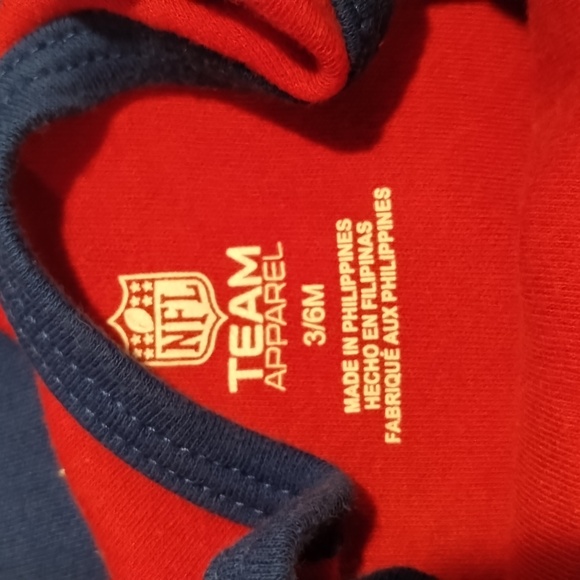 NFL
TEAM
APPAREL
3/6M
MADE IN PHILIPPINES
HECHO EN FILIPINAS
FABRIQUÉ AUX PHILIPPINES